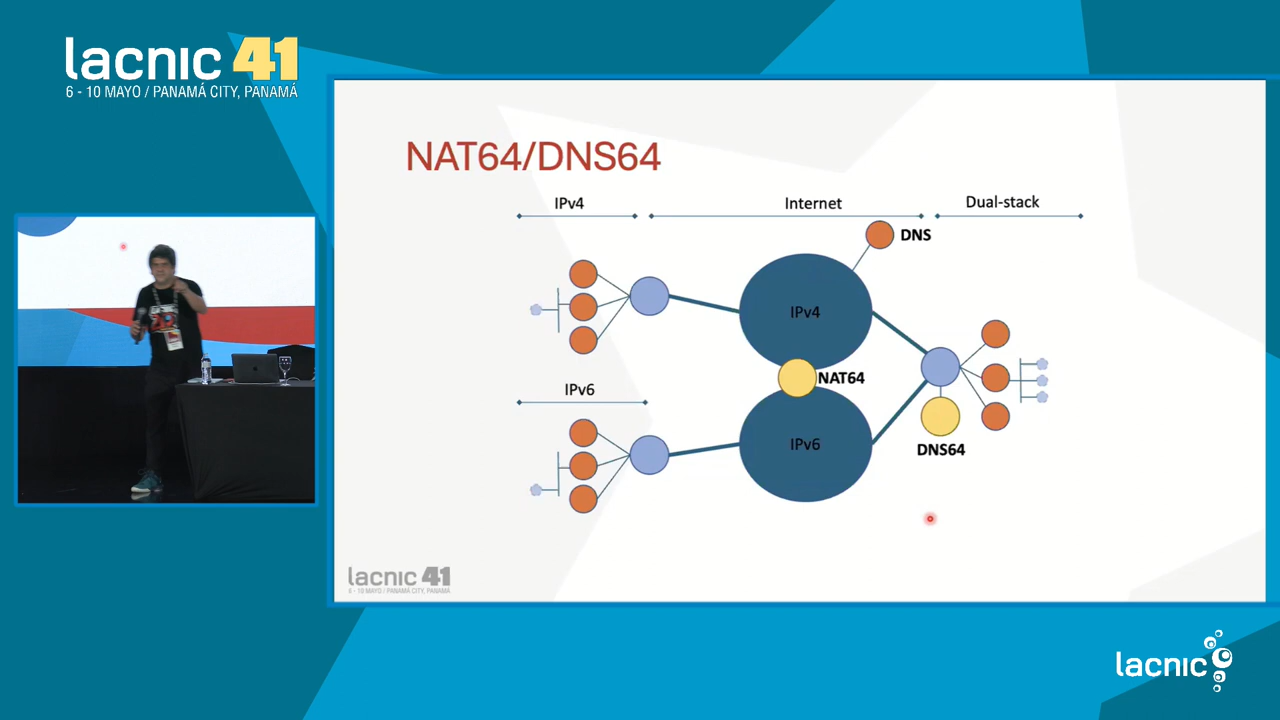 lacnic 41
6 - 10 MAYO / PANAMÁ CITY, PANAMÁ
NAT64/DNS64
IPv4
Internet
Dual-stack
DNS
IPv4
NAT64
IPv6
IPv6
DNS64
lacnic 41
6 - 10 MAYO / PANAMA CITY, PANAMÁ
lacnic